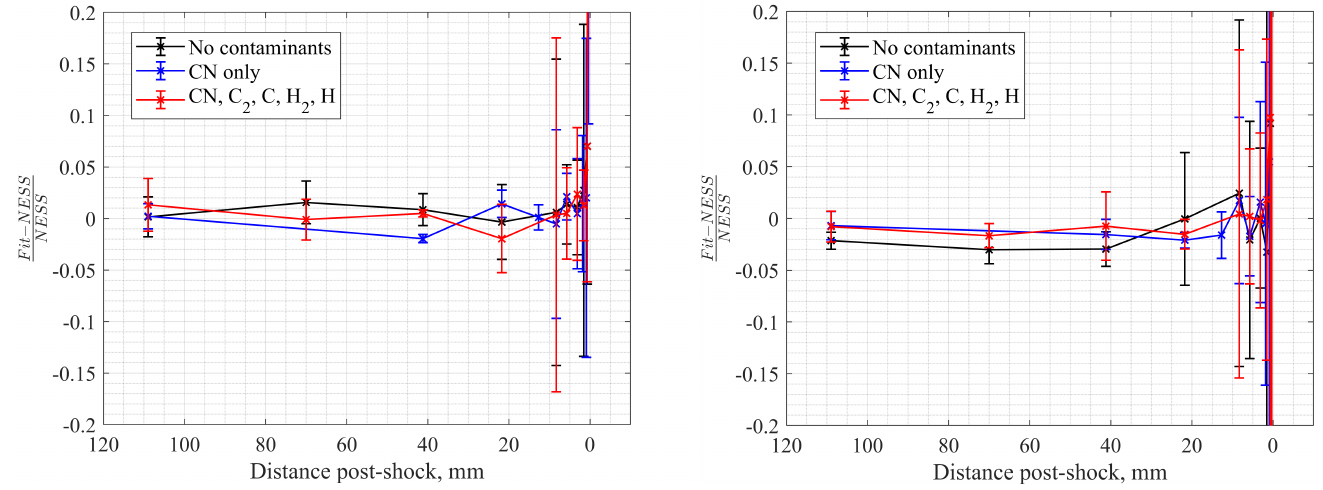 0.2
0.15
0.1
0.05
0
-0.05
-0.1
-0.15
-0.2
Fit−NESS
NESS
No contaminants
CN only
CN, C2, C, H2, H
120 100 80 60 40 20 0
Distance post-shock, mm
0.2
0.15
0.1
0.05
0
-0.05
-0.1
-0.15
-0.2
Fit−NESS
NESS
No contaminants
CN only
CN, C2, C, H2, H
120 100 80 60 40 20 0
Distance post-shock, mm